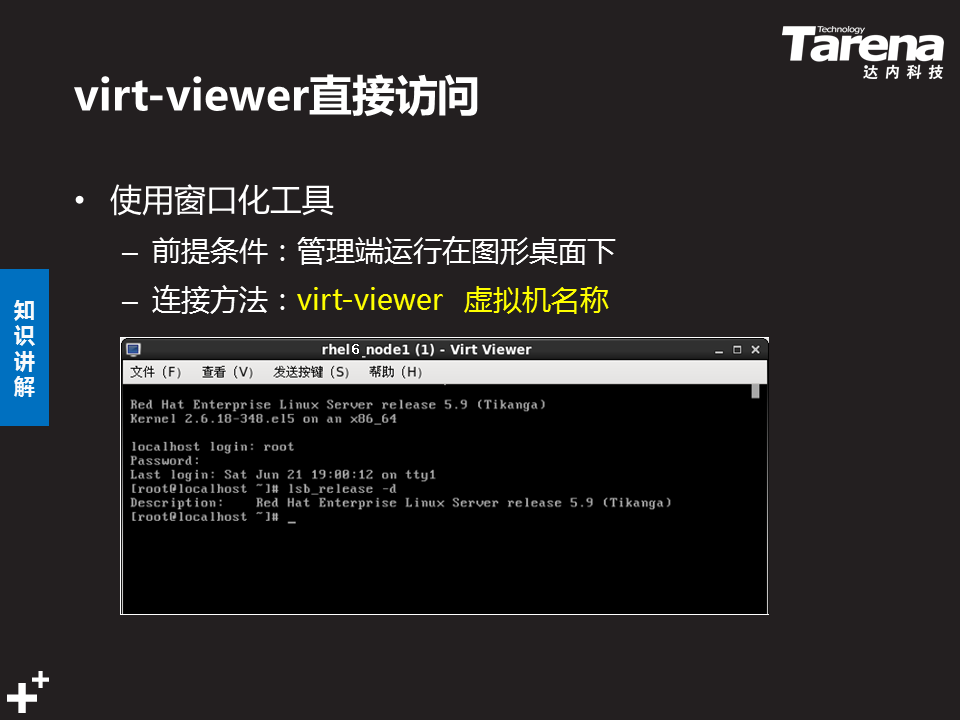 Technology
Tarena
达内科技
virt-viewer直接访问
• 使用窗口化工具
– 前提条件：管理端运行在图形桌面下
– 连接方法：virt-viewer 虚拟机名称
知识讲解
rhel6_node1 (1) - Virt Viewer
文件（F） 查看（V） 发送按键（S） 帮助（H）
Red Hat Enterprise Linux Server release 5.9 (Tikanga)
Kernel 2.6.18-348.el5 on an x86_64
localhost login: root
Password:
Last login: Sat Jun 21 19:00:12 on tty1
[root@localhost ~]# lsb_release -d
Description:    Red Hat Enterprise Linux Server release 5.9 (Tikanga)
[root@localhost ~]# _